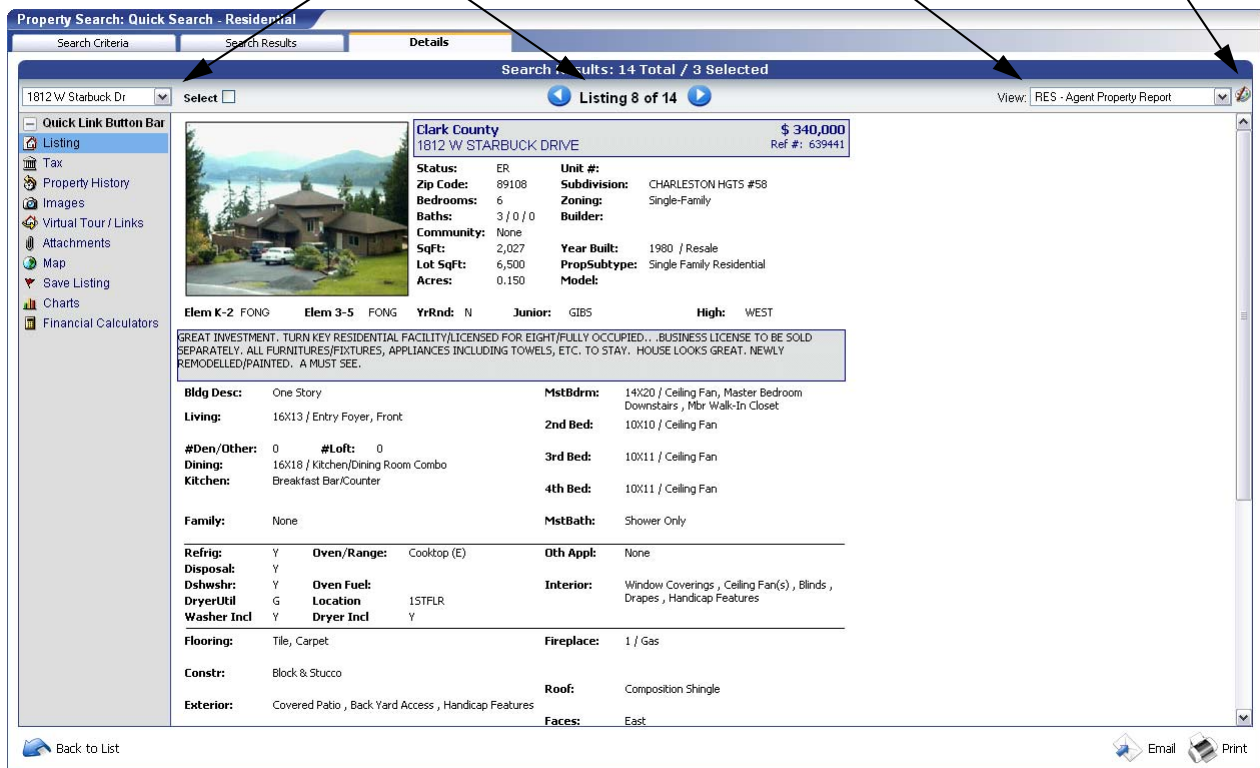 Property Search: Quick Search - Residential
Search Criteria Search Results Details
Search Results: 14 Total / 3 Selected
1812 W Starbuck Dr Select Listing 8 of 14 View: RES - Agent Property Report
Quick Link Button Bar
Listing
Tax
Property History
Images
Virtual Tour / Links
Attachments
Map
Save Listing
Charts
Financial Calculators
Clark County $ 340,000
1812 W STARBUCK DRIVE Ref #: 639441
Status: ER Unit #:
Zip Code: 89108 Subdivision: CHARLESTON HGTS #58
Bedrooms: 6 Zoning: Single-Family
Baths: 3 / 0 / 0 Builder:
Community: None
SqFt: 2,027 Year Built: 1980 / Resale
Lot SqFt: 6,500 PropSubtype: Single Family Residential
Acres: 0.150 Model:
Elem K-2 FONG Elem 3-5 FONG YrRnd: N Junior: GIBS High: WEST
GREAT INVESTMENT. TURN KEY RESIDENTIAL FACILITY/LICENSED FOR EIGHT/FULLY OCCUPIED.. .BUSINESS LICENSE TO BE SOLD
SEPARATELY. ALL FURNITURES/FIXTURES, APPLIANCES INCLUDING TOWELS, ETC. TO STAY. HOUSE LOOKS GREAT. NEWLY
REMODELLED/PAINTED. A MUST SEE.
Bldg Desc: One Story MstBdrm: 14X20 / Ceiling Fan, Master Bedroom
Downstairs , Mbr Walk-In Closet
Living: 16X13 / Entry Foyer, Front
2nd Bed: 10X10 / Ceiling Fan
#Den/Other: 0 #Loft: 0
3rd Bed: 10X11 / Ceiling Fan
Dining: 16X18 / Kitchen/Dining Room Combo
Kitchen: Breakfast Bar/Counter
4th Bed: 10X11 / Ceiling Fan
Family: None MstBath: Shower Only
Refrig: Y Oven/Range: Cooktop (E) Oth Appl: None
Disposal: Y
Dshwshr: Y Oven Fuel: Interior: Window Coverings , Ceiling Fan(s) , Blinds ,
DryerUtil G Location 1STFLR Drapes , Handicap Features
Washer Incl Y Dryer Incl Y
Flooring: Tile, Carpet Fireplace: 1 / Gas
Constr: Block & Stucco
Roof: Composition Shingle
Exterior: Covered Patio , Back Yard Access , Handicap Features
Faces: East
Back to List Email Print